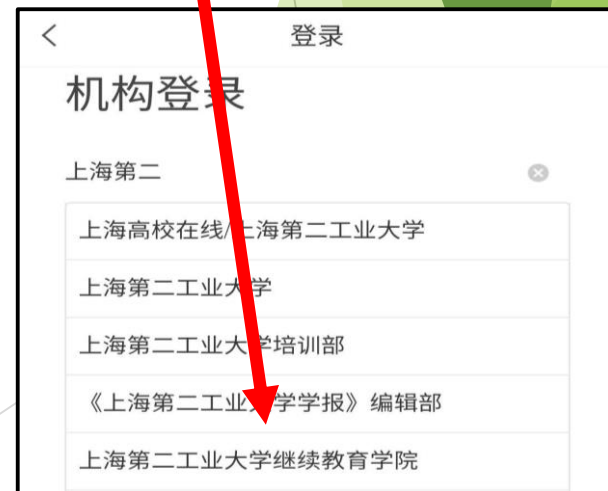 登录
机构登录
上海第二
上海高校在线/上海第二工业大学
上海第二工业大学
上海第二工业大学培训部
《上海第二工业大学学报》编辑部
上海第二工业大学继续教育学院